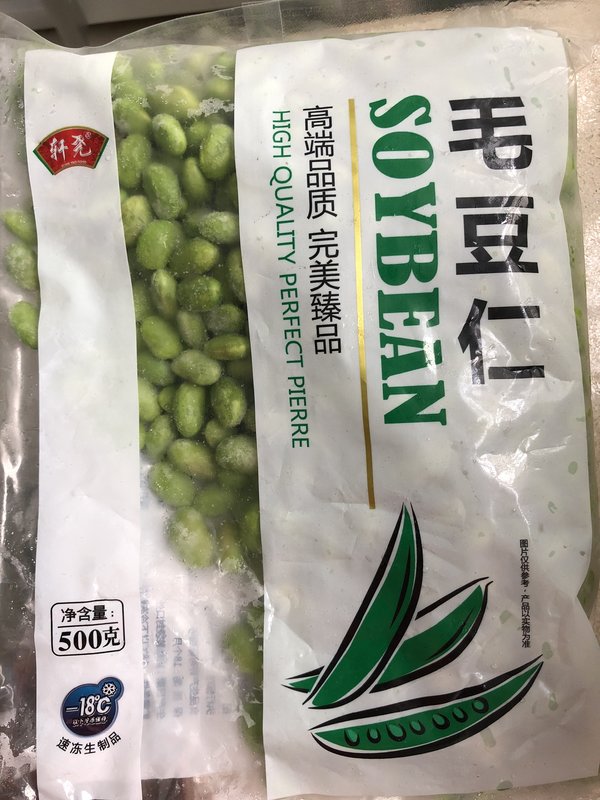 毛豆仁
SOYBEAN
高端品质 完美臻品
HIGH QUALITY PERFECT PIERRE
图片仅供参考，产品以实物为准
轩尧®
净含量：
500克
-18℃
速冻生制品